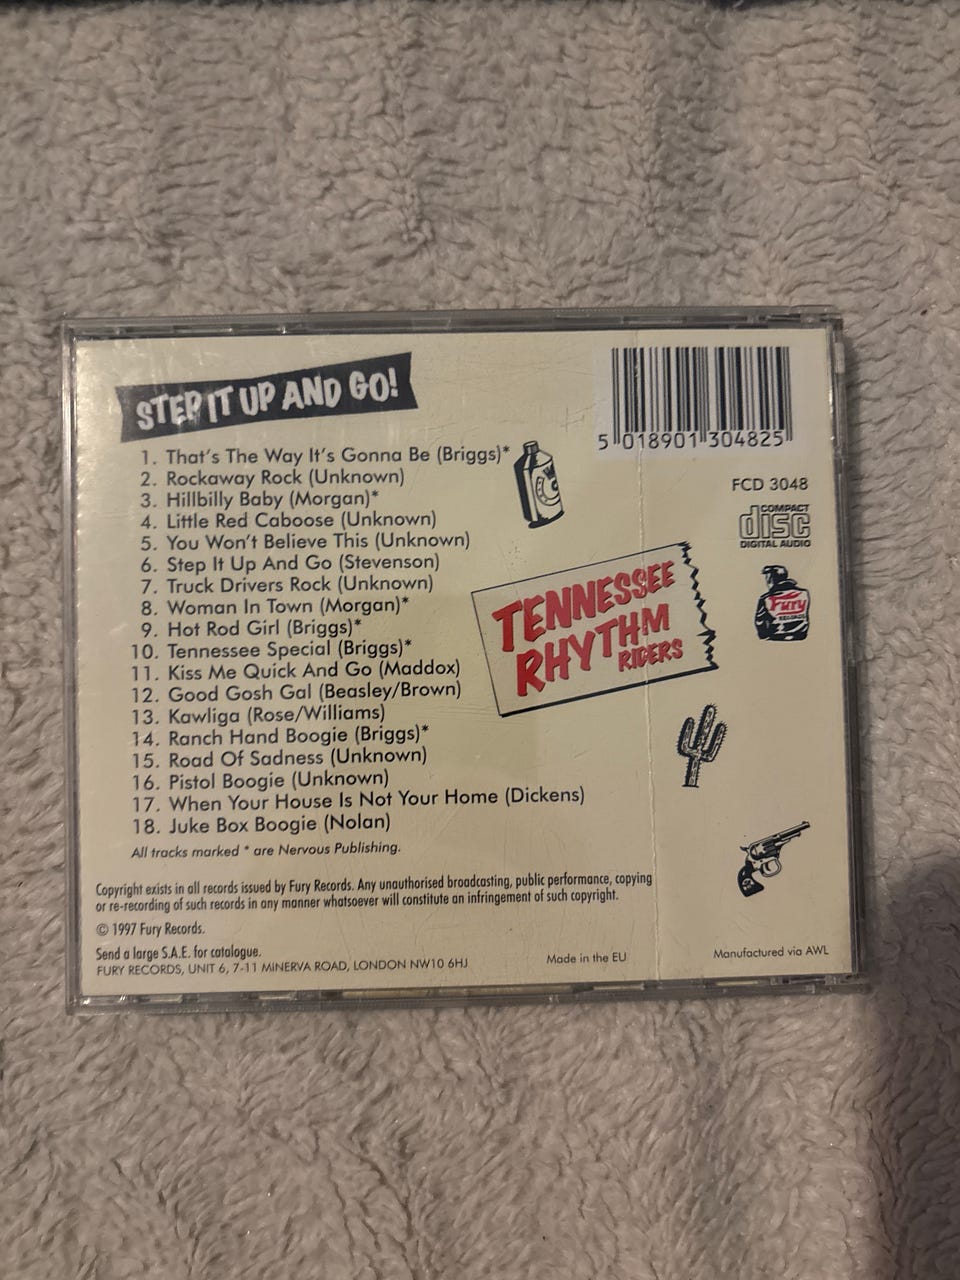 STEP IT UP AND GO!
1. That's The Way It's Gonna Be (Briggs)*
2. Rockaway Rock (Unknown)
3. Hillbilly Baby (Morgan)*
4. Little Red Caboose (Unknown)
5. You Won't Believe This (Unknown)
6. Step It Up And Go (Stevenson)
7. Truck Drivers Rock (Unknown)
8. Woman In Town (Morgan)*
9. Hot Rod Girl (Briggs)*
10. Tennessee Special (Briggs)*
11. Kiss Me Quick And Go (Maddox)
12. Good Gosh Gal (Beasley/Brown)
13. Kawliga (Rose/Williams)
14. Ranch Hand Boogie (Briggs)*
15. Road Of Sadness (Unknown)
16. Pistol Boogie (Unknown)
17. When Your House Is Not Your Home (Dickens)
18. Juke Box Boogie (Nolan)
All tracks marked * are Nervous Publishing.
5 018901 304825
FCD 3048
COMPACT
disc
DIGITAL AUDIO
Fury
RECORDS
TENNESSEE
RHYTHM
RIDERS
Copyright exists in all records issued by Fury Records. Any unauthorised broadcasting, public performance, copying
or re-recording of such records in any manner whatsoever will constitute an infringement of such copyright.
© 1997 Fury Records.
Send a large S.A.E. for catalogue.
FURY RECORDS, UNIT 6, 7-11 MINERVA ROAD, LONDON NW10 6HJ
Made in the EU
Manufactured via AWL